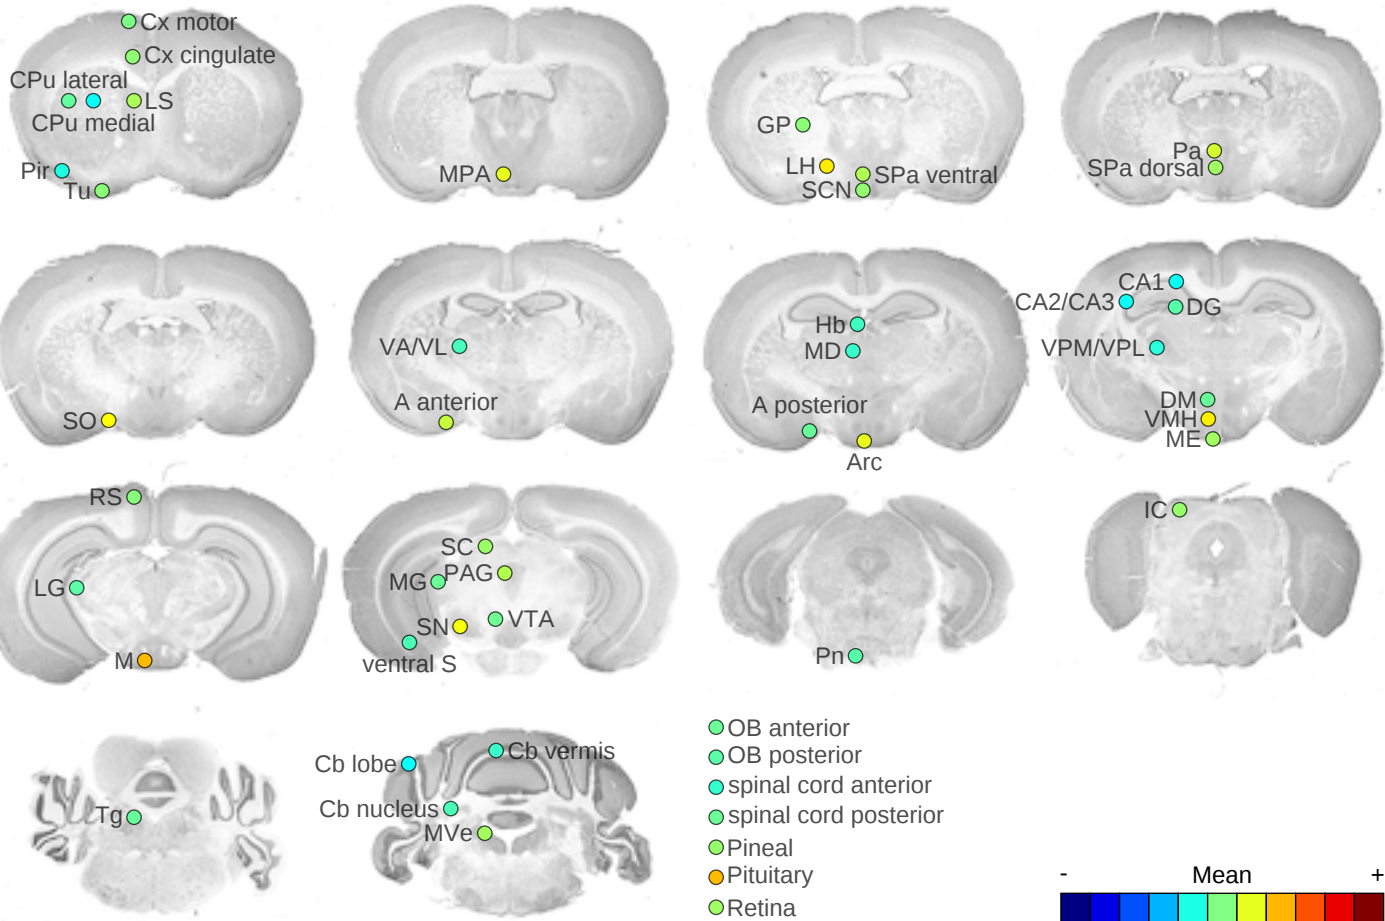 Cx motor
Cx cingulate
CPu lateral
LS
CPu medial
Pir
Tu
MPA
GP
LH
SPa ventral
SCN
Pa
SPa dorsal
SO
VA/VL
A anterior
Hb
MD
A posterior
Arc
CA1
CA2/CA3
DG
VPM/VPL
DM
VMH
ME
RS
LG
M
SC
PAG
MG
SN
VTA
ventral S
Pn
IC
Tg
Cb lobe
Cb vermis
Cb nucleus
MVe
OB anterior
OB posterior
spinal cord anterior
spinal cord posterior
Pineal
Pituitary
Retina
- Mean +